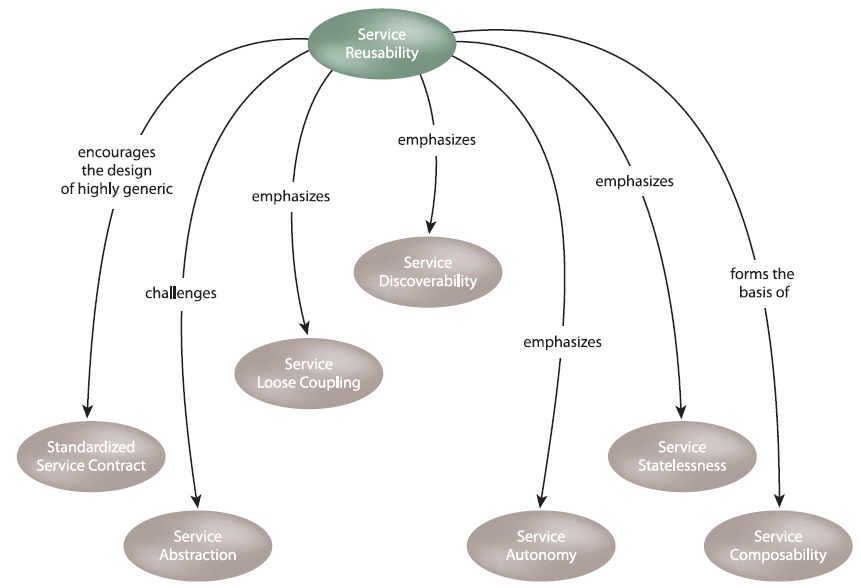 Service
Reusability
encourages
the design
of highly generic
challenges
emphasizes
emphasizes
emphasizes
emphasizes
forms the
basis of
Standardized
Service Contract
Service
Abstraction
Service
Loose Coupling
Service
Discoverability
Service
Autonomy
Service
Statelessness
Service
Composability